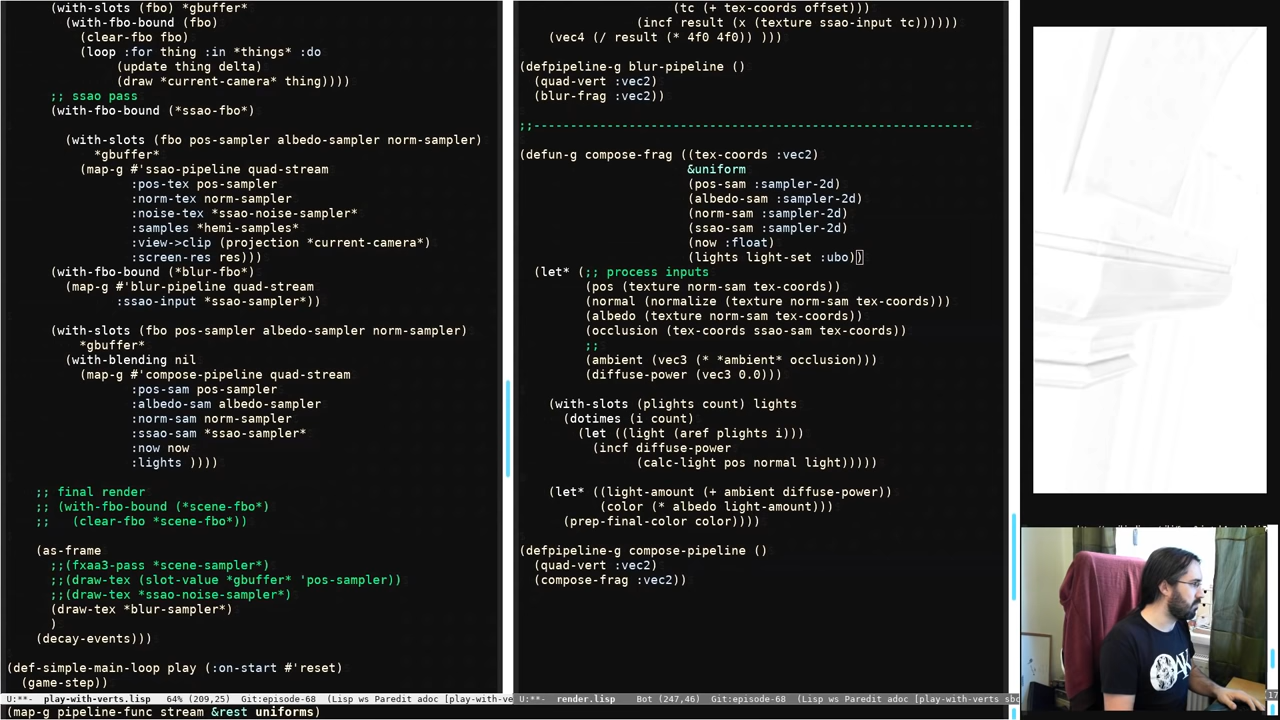 (with-slots (fbo) *gbuffer*
(with-fbo-bound (fbo)
(clear-fbo fbo)
(loop :for thing :in *things* :do
(update thing delta)
(draw *current-camera* thing))))
;; ssao pass
(with-fbo-bound (*ssao-fbo*)
(with-slots (fbo pos-sampler albedo-sampler norm-sampler)
*gbuffer*
(map-g #'ssao-pipeline quad-stream
:pos-tex pos-sampler
:norm-tex norm-sampler
:noise-tex *ssao-noise-sampler*
:samples *hemi-samples*
:view->clip (projection *current-camera*)
:screen-res res)))
(with-fbo-bound (*blur-fbo*)
(map-g #'blur-pipeline quad-stream
:ssao-input *ssao-sampler*))
(with-slots (fbo pos-sampler albedo-sampler norm-sampler)
*gbuffer*
(with-blending nil
(map-g #'compose-pipeline quad-stream
:pos-sam pos-sampler
:albedo-sam albedo-sampler
:norm-sam norm-sampler
:ssao-sam *ssao-sampler*
:now now
:lights ))))
;; final render
;; (with-fbo-bound (*scene-fbo*)
;;   (clear-fbo *scene-fbo*))
(as-frame
;;(fxaa3-pass *scene-sampler*)
;;(draw-tex (slot-value *gbuffer* 'pos-sampler))
;;(draw-tex *ssao-noise-sampler*)
(draw-tex *blur-sampler*)
)
(decay-events)))
(def-simple-main-loop play (:on-start #'reset)
(game-step))
U:**-  play-with-verts.lisp   64% (209,25)  Git:episode-68  (Lisp ws Paredit adoc [play-with-ve
(tc (+ tex-coords offset)))
(incf result (x (texture ssao-input tc))))))
(vec4 (/ result (* 4f0 4f0)) )))
(defpipeline-g blur-pipeline ()
(quad-vert :vec2)
(blur-frag :vec2))
;;------------------------------------------------------------
(defun-g compose-frag ((tex-coords :vec2)
&uniform
(pos-sam :sampler-2d)
(albedo-sam :sampler-2d)
(norm-sam :sampler-2d)
(ssao-sam :sampler-2d)
(now :float)
(lights light-set :ubo))
(let* (;; process inputs
(pos (texture norm-sam tex-coords))
(normal (normalize (texture norm-sam tex-coords)))
(albedo (texture norm-sam tex-coords))
(occlusion (tex-coords ssao-sam tex-coords))
;;
(ambient (vec3 (* *ambient* occlusion)))
(diffuse-power (vec3 0.0)))
(with-slots (plights count) lights
(dotimes (i count)
(let ((light (aref plights i)))
(incf diffuse-power
(calc-light pos normal light)))))
(let* ((light-amount (+ ambient diffuse-power))
(color (* albedo light-amount)))
(prep-final-color color))))
(defpipeline-g compose-pipeline ()
(quad-vert :vec2)
(compose-frag :vec2))
U:**-  render.lisp    Bot (247,46)  Git:episode-68  (Lisp ws Paredit adoc [play-with-verts sbc
(map-g pipeline-func stream &rest uniforms)
17